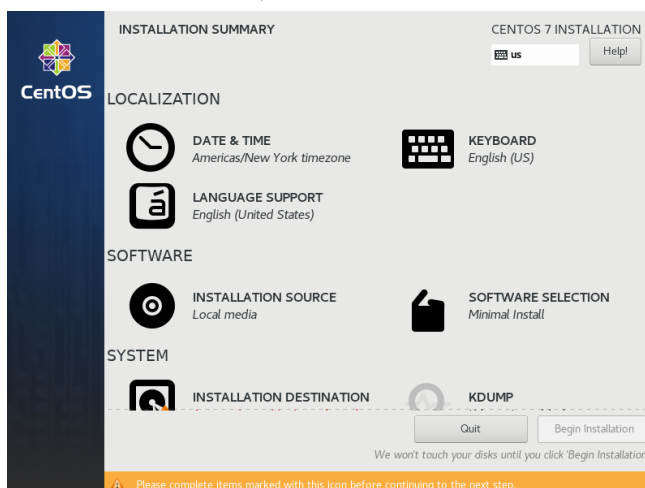 INSTALLATION SUMMARY
CENTOS 7 INSTALLATION
us
Help!
CentOS
LOCALIZATION
DATE & TIME
Americas/New York timezone
KEYBOARD
English (US)
LANGUAGE SUPPORT
English (United States)
SOFTWARE
INSTALLATION SOURCE
Local media
SOFTWARE SELECTION
Minimal Install
SYSTEM
INSTALLATION DESTINATION
KDUMP
Quit
Begin Installation
We won't touch your disks until you click 'Begin Installation
Please complete items marked with this icon before continuing to the next step.